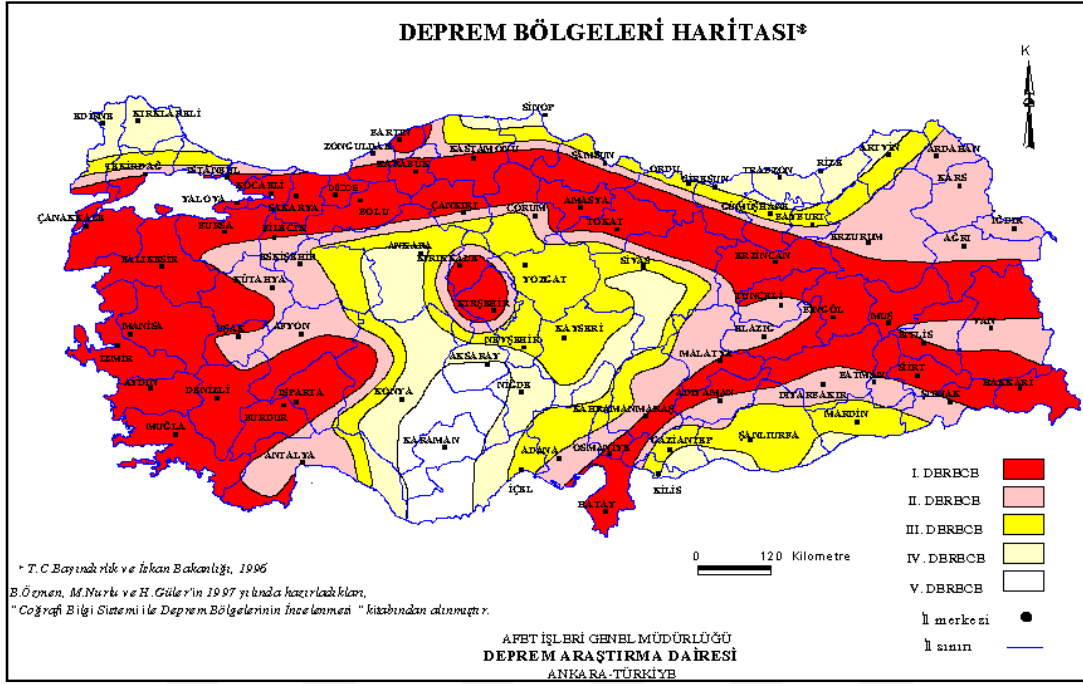 DEPREM BÖLGELERİ HARİTASI*
K
SİNOP
EDİRNE
KIRKLARELİ
BARTIN
ZONGULDAK
KASTAMONU
KARABÜK
SAMSUN
ARTVİN
ARDAHAN
TEKİRDAĞ
İSTANBUL
ORDU
GİRESUN
TRABZON
RİZE
KARS
KOCAELİ
DÜZCE
YALOVA
SAKARYA
BOLU
ÇANKIRI
ÇORUM
AMASYA
TOKAT
GÜMÜŞHANE
BAYBURT
ÇANAKKALE
BURSA
BİLECİK
ERZURUM
AĞRI
IĞDIR
BALIKESİR
ESKİŞEHİR
ANKARA
KIRIKKALE
YOZGAT
SİVAS
ERZİNCAN
KÜTAHYA
KIRŞEHİR
TUNCELİ
BİNGÖL
MUŞ
VAN
MANİSA
UŞAK
AFYON
NEVŞEHİR
KAYSERİ
ELAZIĞ
BİTLİS
İZMİR
AKSARAY
MALATYA
SİİRT
AYDIN
DENİZLİ
ISPARTA
KONYA
NİĞDE
ADIYAMAN
BATMAN
DİYARBAKIR
ŞIRNAK
HAKKARİ
BURDUR
KAHRAMANMARAŞ
MARDİN
MUĞLA
KARAMAN
GAZİANTEP
ŞANLIURFA
ANTALYA
ADANA
OSMANİYE
İÇEL
KİLİS
HATAY
I. DERECE
II. DERECE
III. DERECE
IV. DERECE
V. DERECE
İl merkezi
İl sınırı
0 120 Kilometre
* T.C Bayındırlık ve İskan Bakanlığı, 1996
B.Özmen, M.Nurlu ve H.Güler'in 1997 yılında hazırladıkları,
"Coğrafi Bilgi Sistemi ile Deprem Bölgelerinin İncelenmesi" kitabından alınmıştır.
AFET İŞLERİ GENEL MÜDÜRLÜĞÜ
DEPREM ARAŞTIRMA DAİRESİ
ANKARA-TÜRKİYE